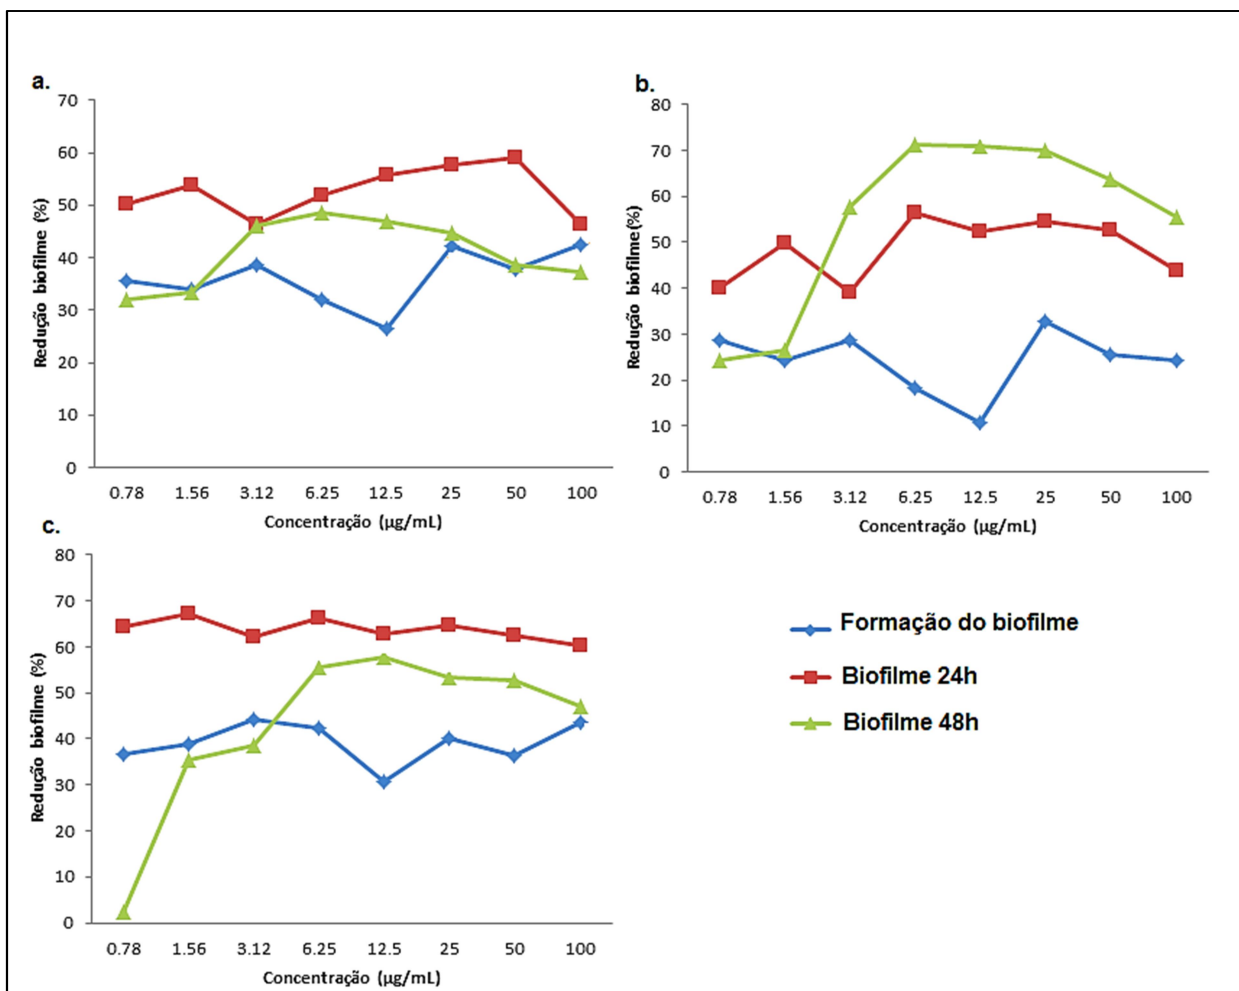 a.
70
60
50
40
30
20
10
0
Redução biofilme (%)
0.78 1.56 3.12 6.25 12.5 25 50 100
Concentração (µg/mL)
b.
80
70
60
50
40
30
20
10
0
Redução biofilme(%)
0.78 1.56 3.12 6.25 12.5 25 50 100
Concentração (µg/mL)
c.
80
70
60
50
40
30
20
10
0
Redução biofilme (%)
0.78 1.56 3.12 6.25 12.5 25 50 100
Concentração (µg/mL)
Formação do biofilme
Biofilme 24h
Biofilme 48h